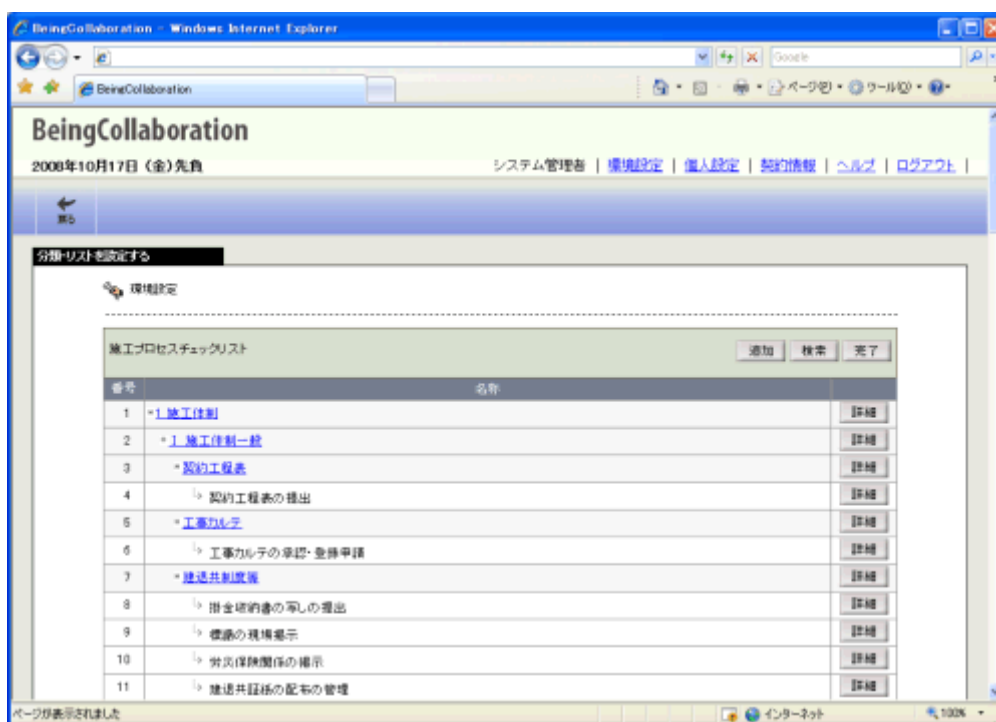 BeingCollaboration - Windows Internet Explorer
Google
BeingCollaboration
ページ(P) ツール(O)
BeingCollaboration
2008年10月17日（金）先負
システム管理者 | 環境設定 | 個人設定 | 契約情報 | ヘルプ | ログアウト |
戻る
分類・リストを設定する
環境設定
施工プロセスチェックリスト 追加 検索 完了
番号 名称
1 1 施工体制 詳細
2 I 施工体制一般 詳細
3 契約工程表 詳細
4 契約工程表の提出 詳細
5 工事カルテ 詳細
6 工事カルテの承認・登録申請 詳細
7 建退共制度等 詳細
8 掛金収納書の写しの提出 詳細
9 標識の現場掲示 詳細
10 労災保険関係の掲示 詳細
11 建退共証紙の配布の管理 詳細
ページが表示されました インターネット 100%